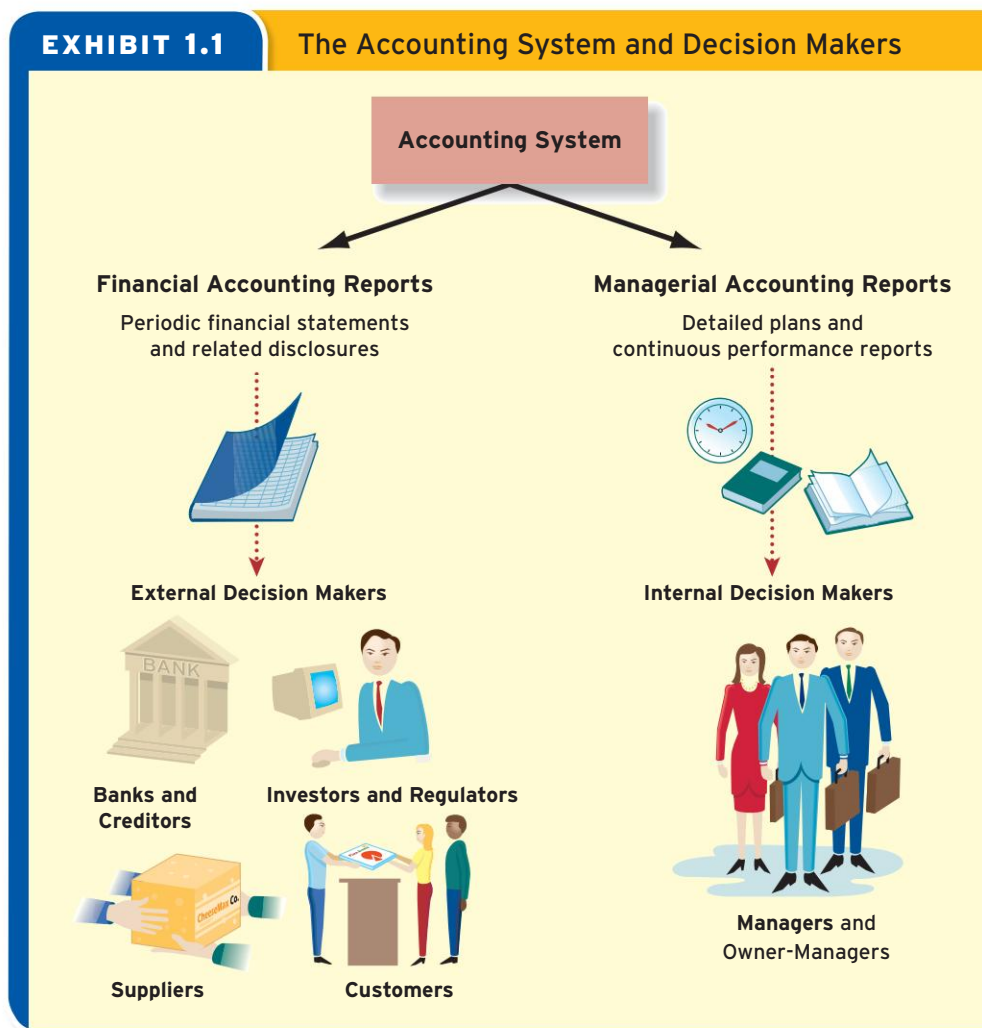 EXHIBIT 1.1
The Accounting System and Decision Makers
Accounting System
Financial Accounting Reports
Periodic financial statements
and related disclosures
Managerial Accounting Reports
Detailed plans and
continuous performance reports
External Decision Makers
BANK
Banks and
Creditors
Investors and Regulators
CheeseMax Co.
Suppliers
Customers
Internal Decision Makers
Managers and
Owner-Managers